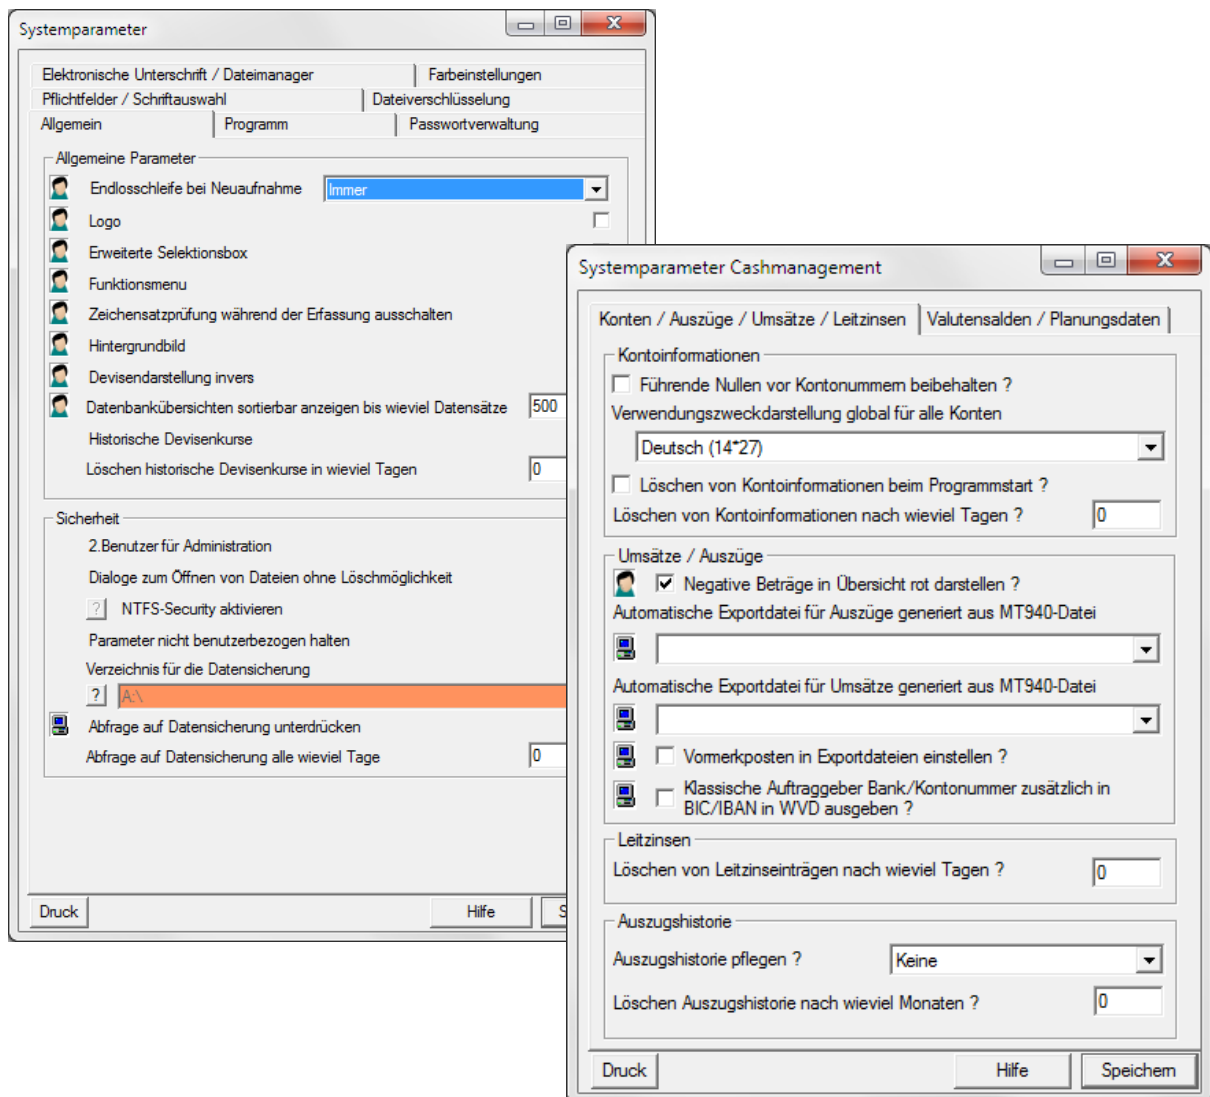 Systemparameter
Elektronische Unterschrift / Dateimanager
Farbeinstellungen
Pflichtfelder / Schriftauswahl
Dateiverschlüsselung
Allgemein
Programm
Passwortverwaltung
Allgemeine Parameter
Endlosschleife bei Neuaufnahme
Immer
Logo
Erweiterte Selektionsbox
Funktionsmenu
Zeichensatzprüfung während der Erfassung ausschalten
Hintergrundbild
Devisendarstellung invers
Datenbankübersichten sortierbar anzeigen bis wieviel Datensätze
500
Historische Devisenkurse
Löschen historische Devisenkurse in wieviel Tagen
0
Sicherheit
2.Benutzer für Administration
Dialoge zum Öffnen von Dateien ohne Löschmöglichkeit
? NTFS-Security aktivieren
Parameter nicht benutzerbezogen halten
Verzeichnis für die Datensicherung
? A:\
Abfrage auf Datensicherung unterdrücken
Abfrage auf Datensicherung alle wieviel Tage
0
Druck
Hilfe
S
Systemparameter Cashmanagement
Konten / Auszüge / Umsätze / Leitzinsen
Valutensalden / Planungsdaten
Kontoinformationen
Führende Nullen vor Kontonummern beibehalten ?
Verwendungszweckdarstellung global für alle Konten
Deutsch (14*27)
Löschen von Kontoinformationen beim Programmstart ?
Löschen von Kontoinformationen nach wieviel Tagen ?
0
Umsätze / Auszüge
Negative Beträge in Übersicht rot darstellen ?
Automatische Exportdatei für Auszüge generiert aus MT940-Datei
Automatische Exportdatei für Umsätze generiert aus MT940-Datei
Vormerkposten in Exportdateien einstellen ?
Klassische Auftraggeber Bank/Kontonummer zusätzlich in
BIC/IBAN in WVD ausgeben ?
Leitzinsen
Löschen von Leitzinseinträgen nach wieviel Tagen ?
0
Auszugshistorie
Auszugshistorie pflegen ?
Keine
Löschen Auszugshistorie nach wieviel Monaten ?
0
Druck
Hilfe
Speichern